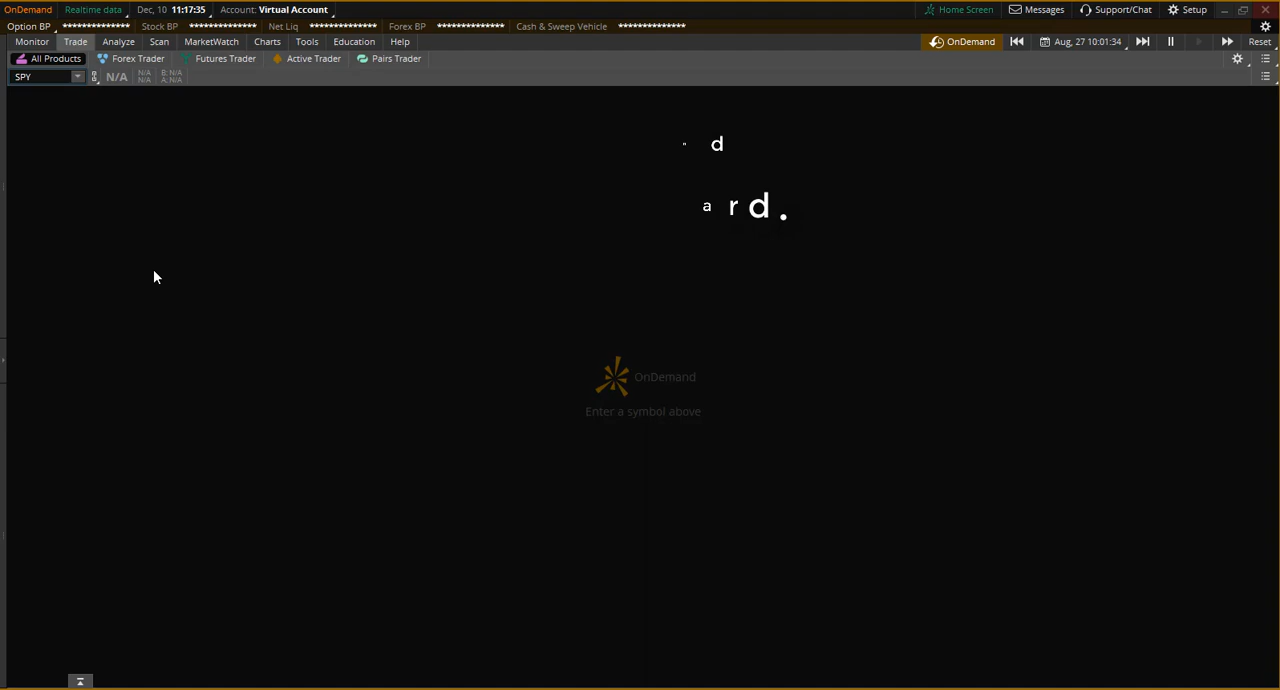 OnDemand Realtime data Dec, 10 11:17:35 Account: Virtual Account Home Screen Messages Support/Chat Setup
Option BP ************** Stock BP ************** Net Liq ************** Forex BP ************** Cash & Sweep Vehicle **************
Monitor Trade Analyze Scan MarketWatch Charts Tools Education Help OnDemand Aug, 27 10:01:34 Reset
All Products Forex Trader Futures Trader Active Trader Pairs Trader
SPY N/A N/A N/A B: N/A A: N/A
d
a r d .
OnDemand
Enter a symbol above